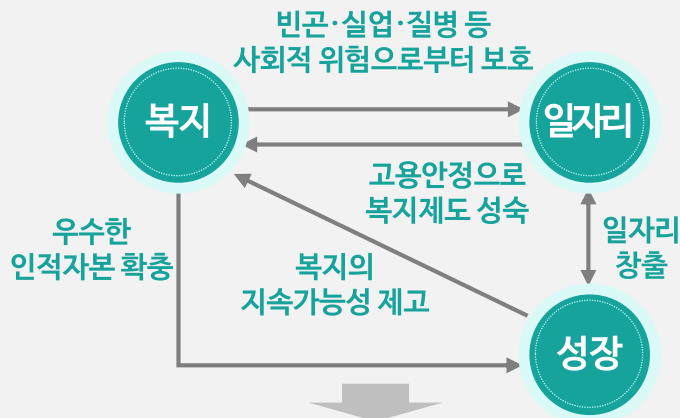 빈곤·실업·질병 등
사회적 위험으로부터 보호
복지
일자리
고용안정으로
복지제도 성숙
우수한
인적자본 확충
복지의
지속가능성 제고
일자리
창출
성장